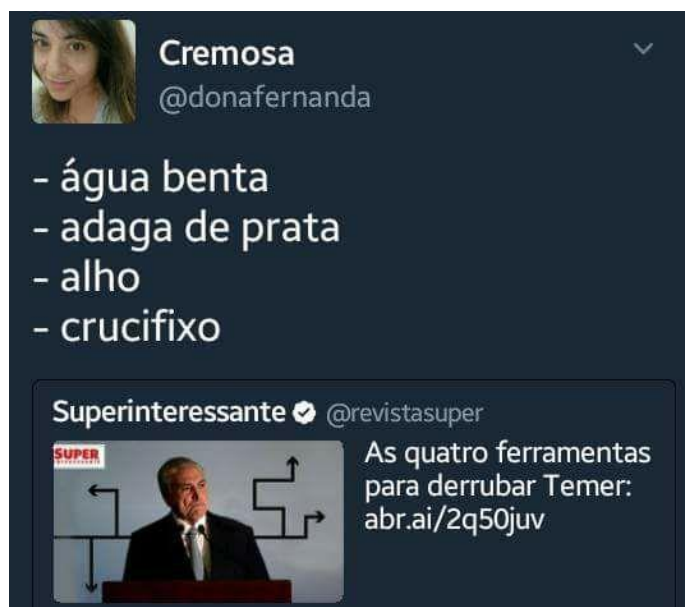 Cremosa
@donafernanda
- água benta
- adaga de prata
- alho
- crucifixo
Superinteressante @revistasuper
SUPER
As quatro ferramentas
para derrubar Temer:
abr.ai/2q50juv